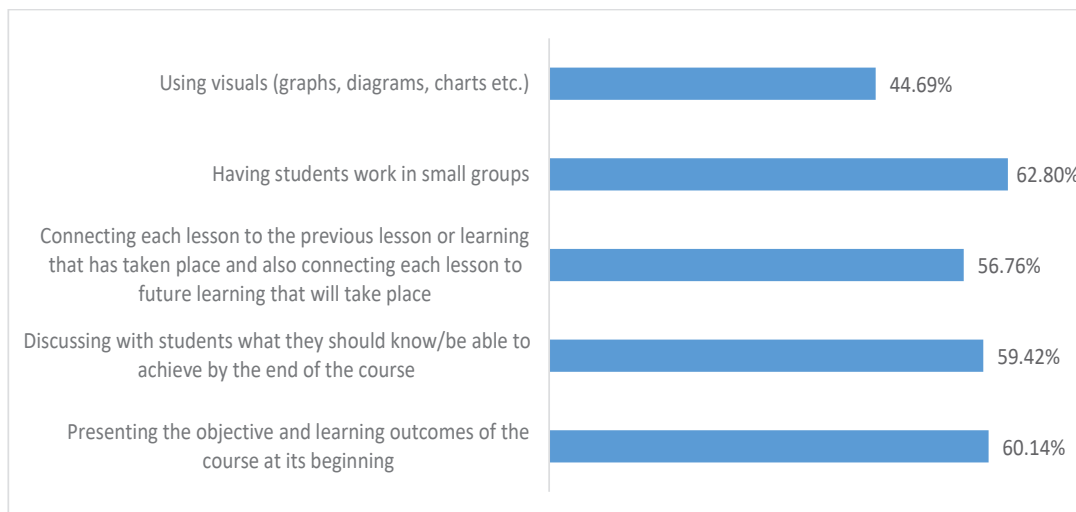 Using visuals (graphs, diagrams, charts etc.)
44.69%
Having students work in small groups
62.80%
Connecting each lesson to the previous lesson or learning
that has taken place and also connecting each lesson to
future learning that will take place
56.76%
Discussing with students what they should know/be able to
achieve by the end of the course
59.42%
Presenting the objective and learning outcomes of the
course at its beginning
60.14%